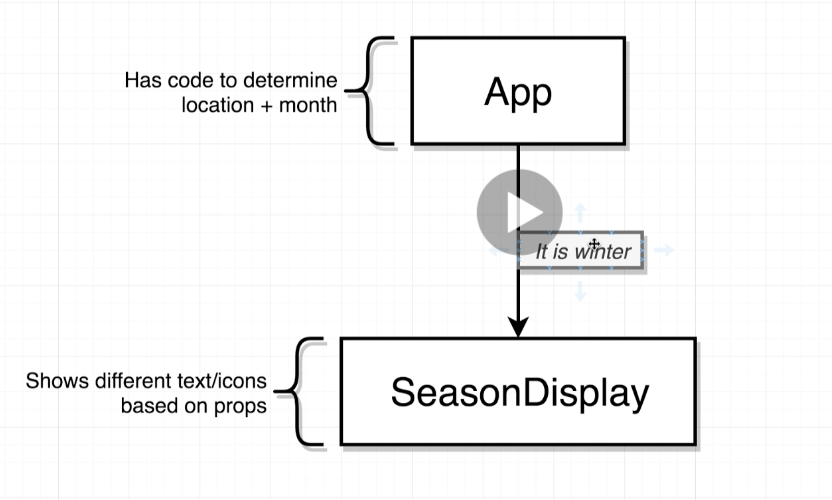 Has code to determine
location + month
App
It is winter
Shows different text/icons
based on props
SeasonDisplay